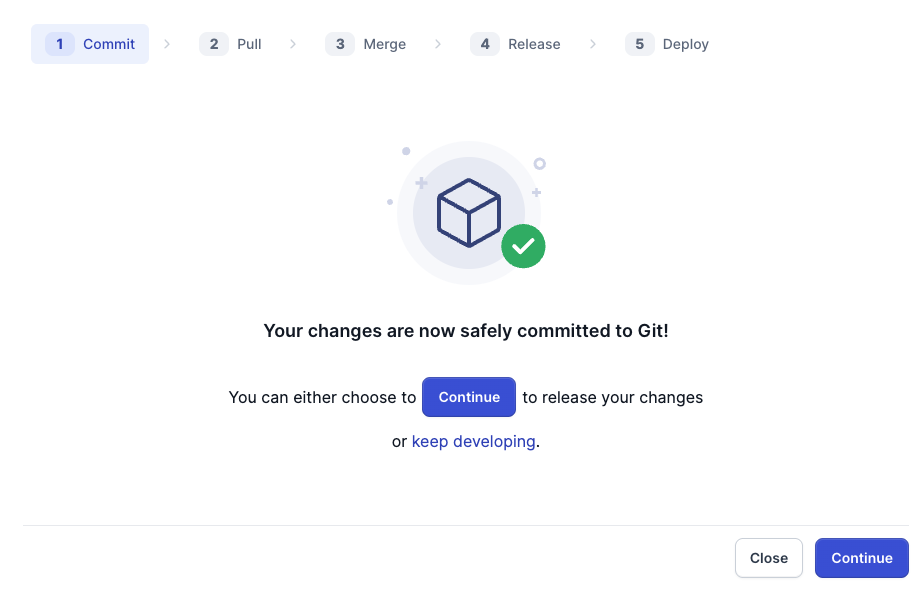 1 Commit 2 Pull 3 Merge 4 Release 5 Deploy
Your changes are now safely committed to Git!
You can either choose to Continue to release your changes
or keep developing.
Close Continue